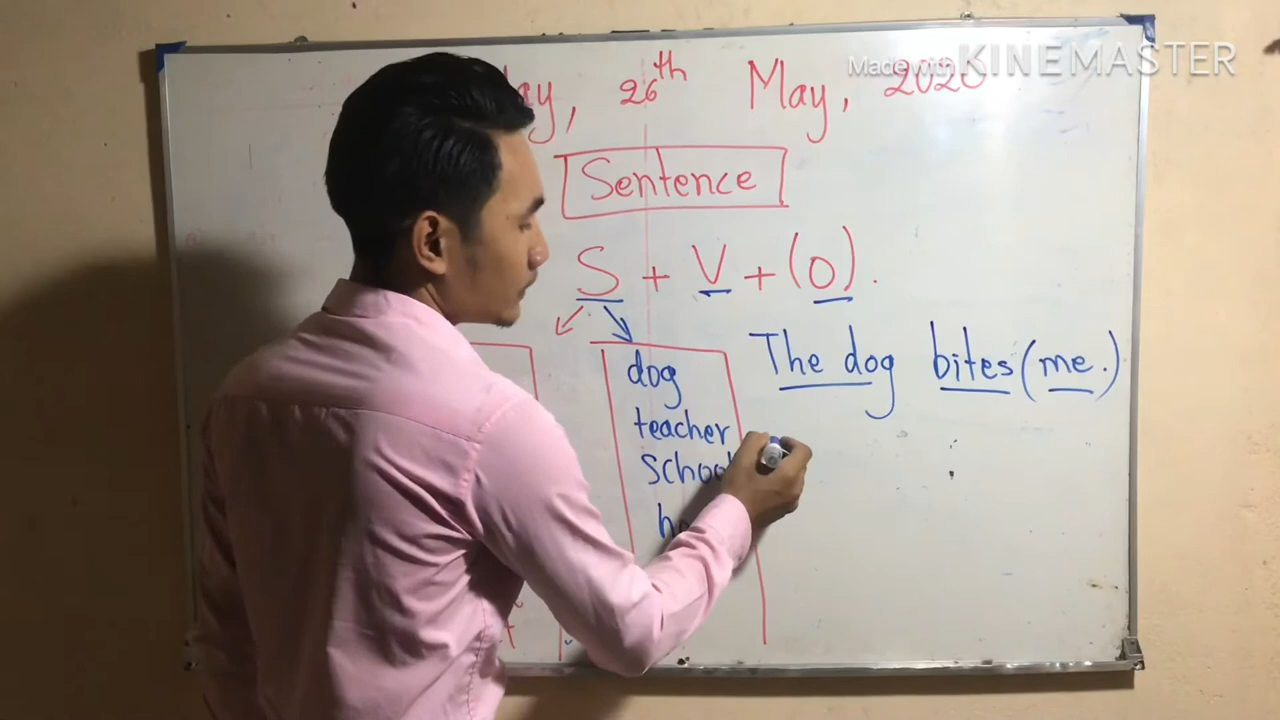 Made with KINEMASTER
26th May, 2020
Sentence
S + V + (O).
The dog bites (me.)
dog
teacher
school